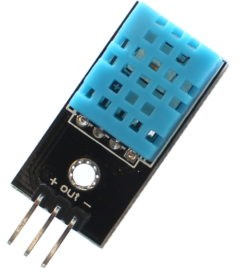 + out -